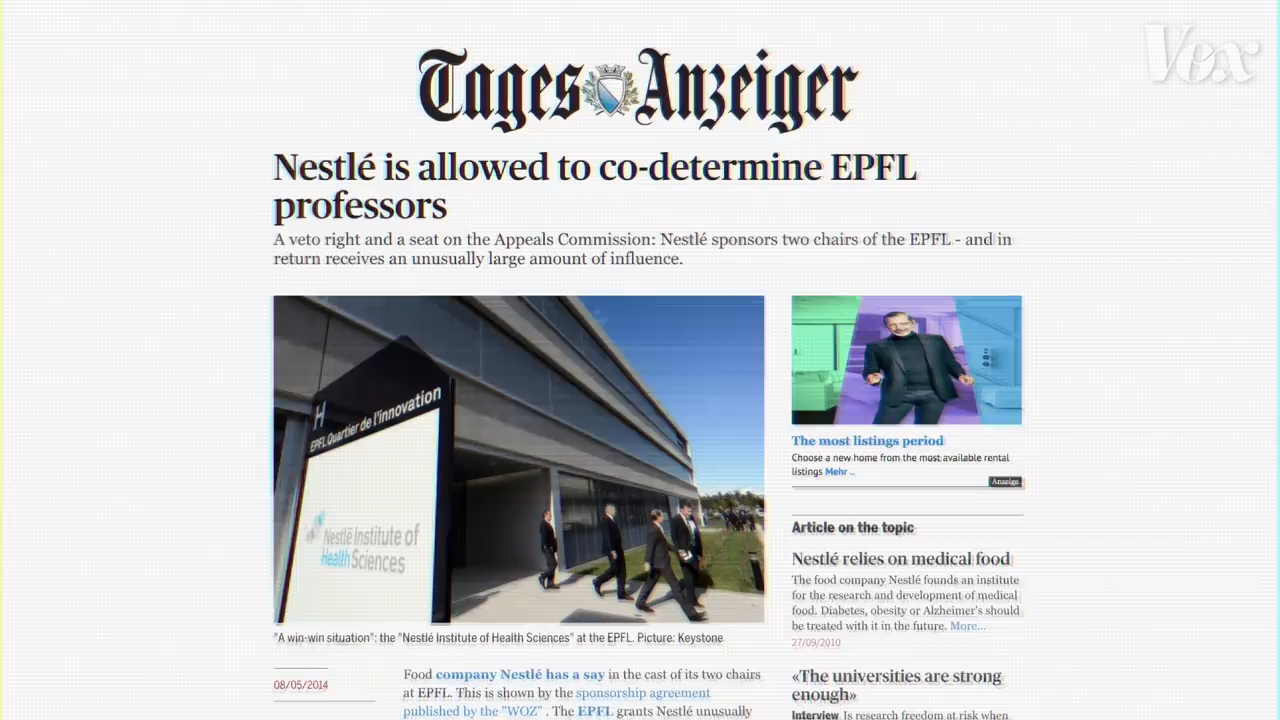 Vox
Tages Anzeiger
Nestlé is allowed to co-determine EPFL
professors
A veto right and a seat on the Appeals Commission: Nestlé sponsors two chairs of the EPFL - and in
return receives an unusually large amount of influence.
H
EPFL Quartier de l'innovation
Nestlé Institute of
Health Sciences
"A win-win situation": the "Nestlé Institute of Health Sciences" at the EPFL. Picture: Keystone
08/05/2014
Food company Nestlé has a say in the cast of its two chairs
at EPFL. This is shown by the sponsorship agreement
published by the "WOZ" . The EPFL grants Nestlé unusually
The most listings period
Choose a new home from the most available rental
listings Mehr ..
Anzeige
Article on the topic
Nestlé relies on medical food
The food company Nestlé founds an institute
for the research and development of medical
food. Diabetes, obesity or Alzheimer's should
be treated with it in the future. More...
27/09/2010
«The universities are strong
enough»
Interview Is research freedom at risk when